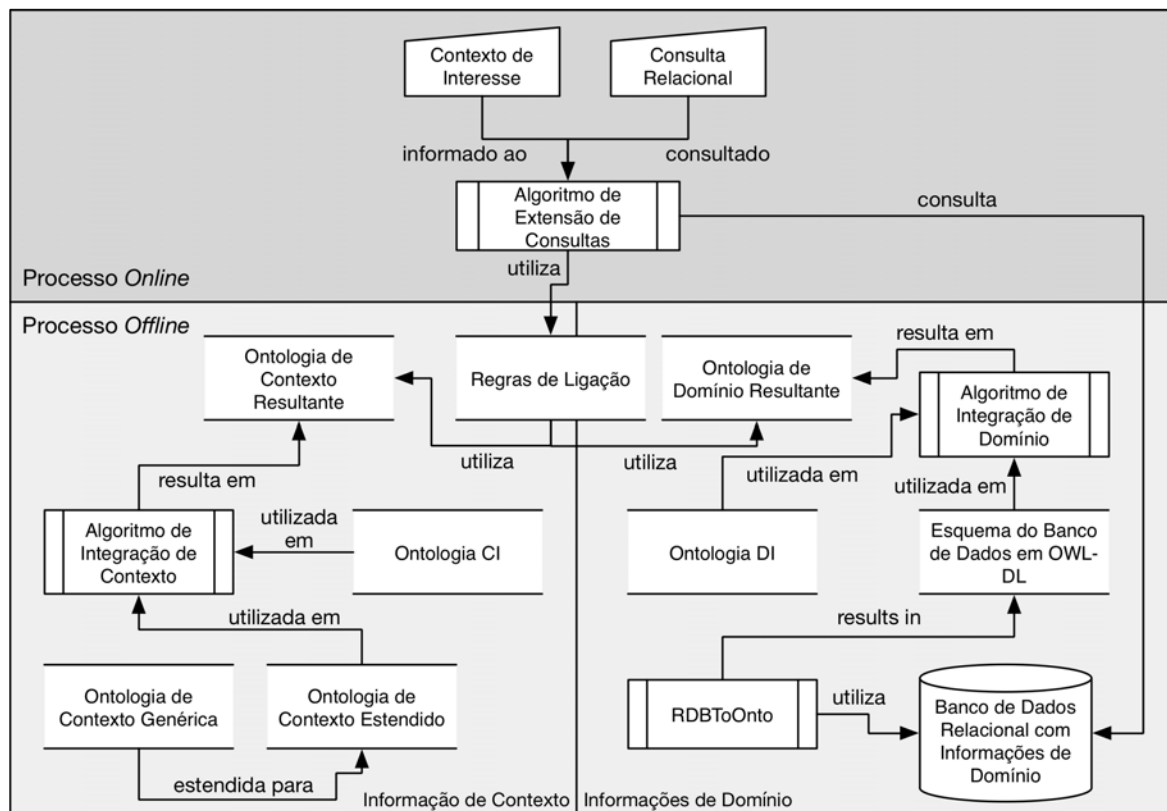 Contexto de
Interesse
Consulta
Relacional
informado ao
consultado
Algoritmo de
Extensão de
Consultas
consulta
utiliza
Processo Online
Processo Offline
Ontologia de
Contexto
Resultante
Regras de Ligação
Ontologia de
Domínio Resultante
resulta em
Algoritmo de
Integração de
Domínio
utiliza
utiliza
utilizada em
resulta em
utilizada em
Algoritmo de
Integração de
Contexto
utilizada
em
Ontologia CI
Ontologia DI
Esquema do Banco
de Dados em OWL-
DL
utilizada em
results in
Ontologia de
Contexto Genérica
Ontologia de
Contexto Estendido
RDBToOnto
utiliza
Banco de Dados
Relacional com
Informações de
Domínio
estendida para
Informação de Contexto
Informações de Domínio